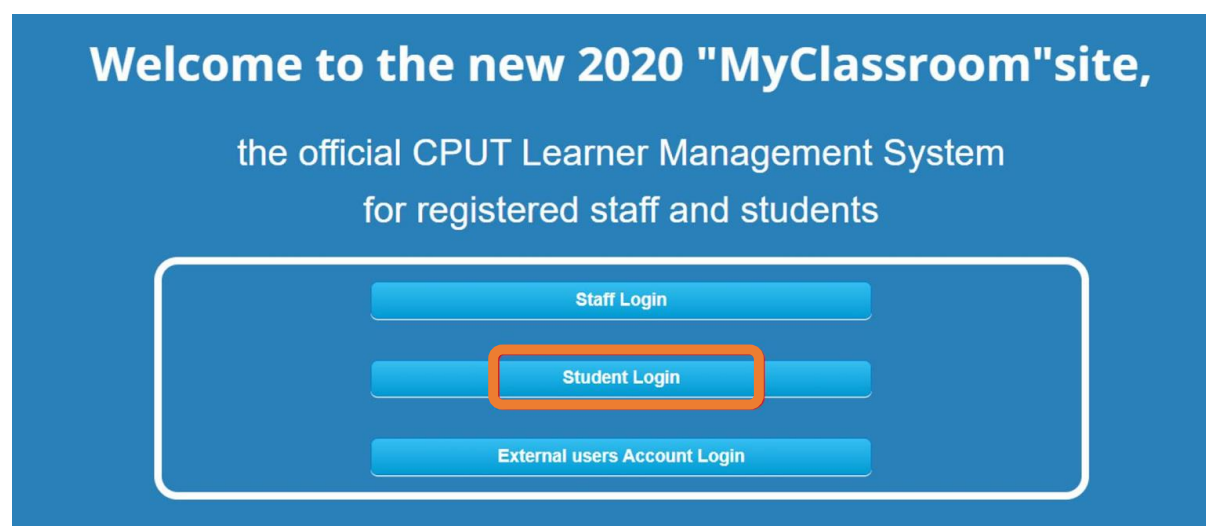 Welcome to the new 2020 "MyClassroom"site,
the official CPUT Learner Management System
for registered staff and students
Staff Login
Student Login
External users Account Login